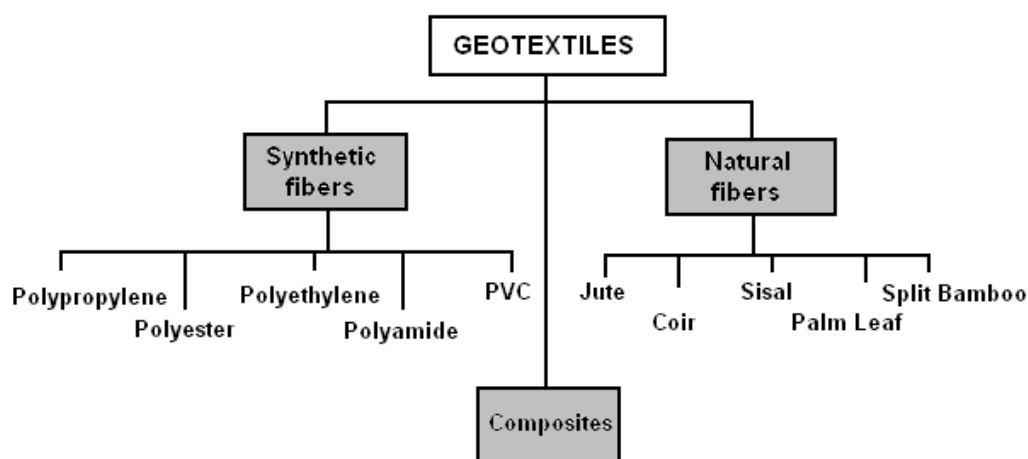 GEOTEXTILES
Synthetic
fibers
Natural
fibers
Polypropylene
Polyester
Polyethylene
Polyamide
PVC
Jute
Coir
Sisal
Palm Leaf
Split Bamboo
Composites